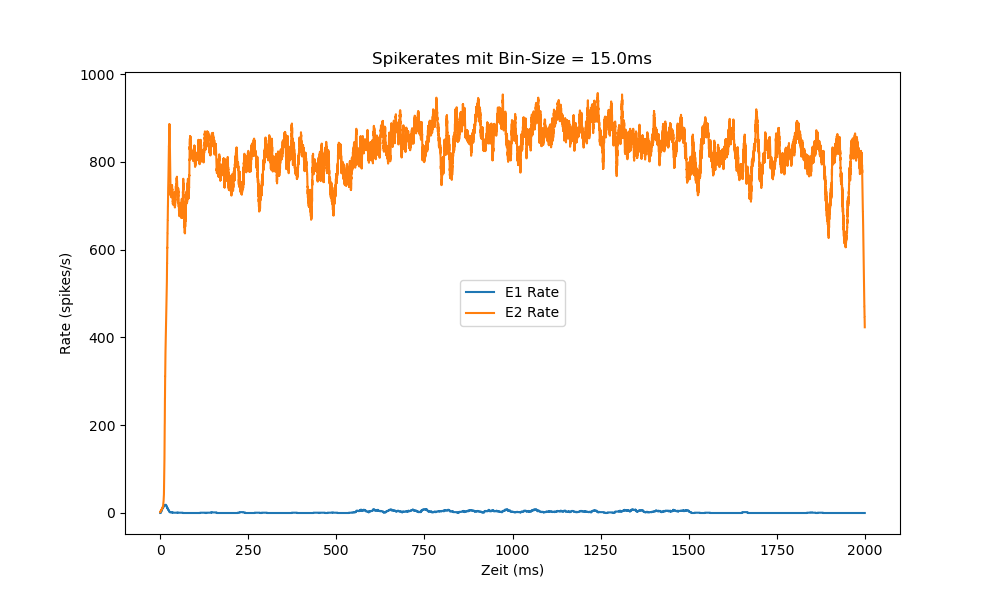 Spikerates mit Bin-Size = 15.0ms
1000
800
600
400
200
0
Rate (spikes/s)
E1 Rate
E2 Rate
0 250 500 750 1000 1250 1500 1750 2000
Zeit (ms)